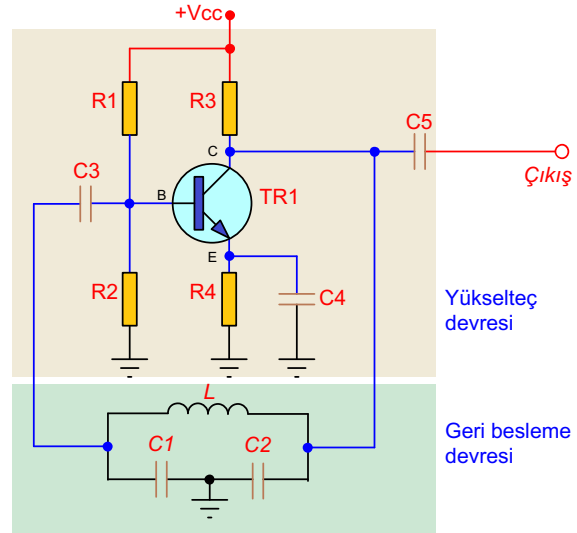 +Vcc
R1
R3
C5
C
C3
B
TR1
Çıkış
E
R2
R4
C4
Yükselteç
devresi
L
C1
C2
Geri besleme
devresi